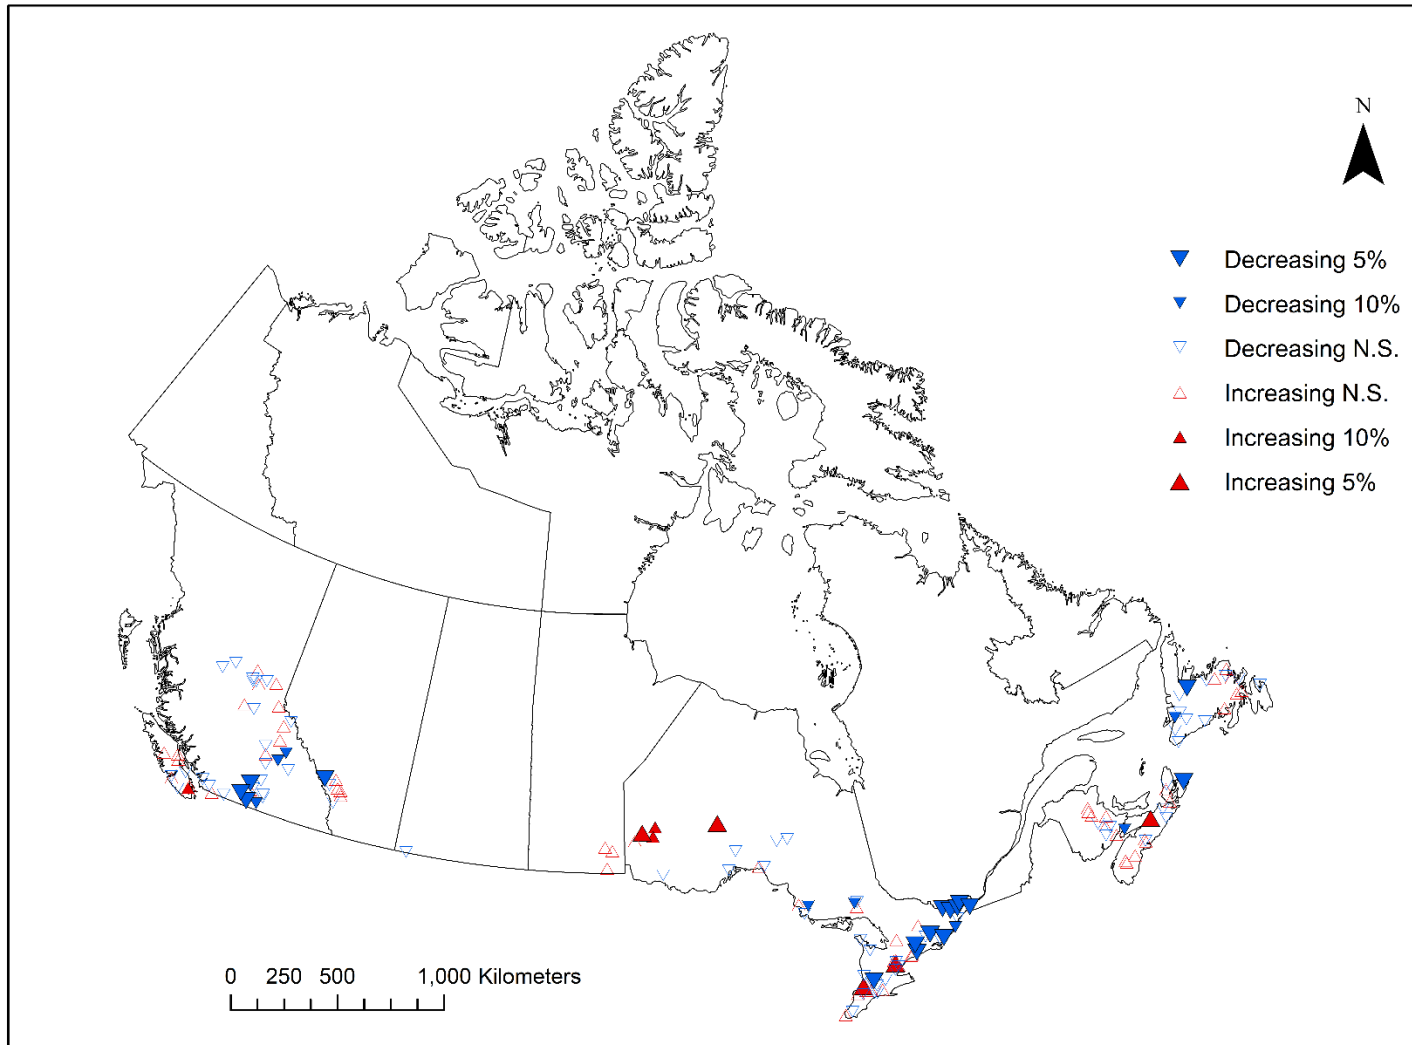 N
Decreasing 5%
Decreasing 10%
Decreasing N.S.
Increasing N.S.
Increasing 10%
Increasing 5%
0 250 500 1,000 Kilometers